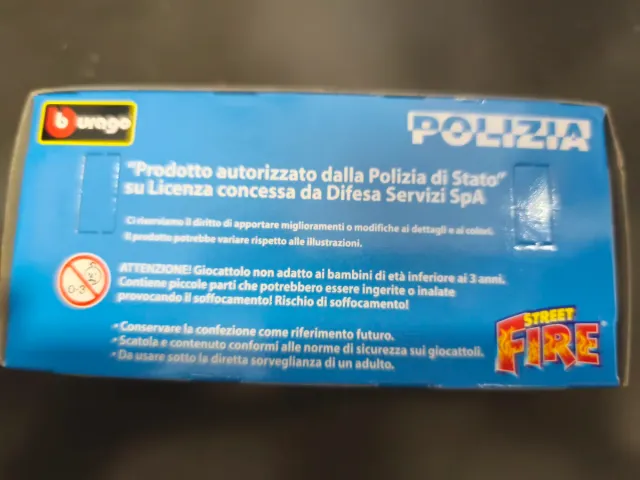 burago
POLIZIA
"Prodotto autorizzato dalla Polizia di Stato"
su Licenza concessa da Difesa Servizi SpA
Ci riserviamo il diritto di apportare miglioramenti o modifiche ai dettagli e ai colori.
Il prodotto potrebbe variare rispetto alle illustrazioni.
0-3
ATTENZIONE! Giocattolo non adatto ai bambini di età inferiore ai 3 anni.
Contiene piccole parti che potrebbero essere ingerite o inalate
provocando il soffocamento! Rischio di soffocamento!
• Conservare la confezione come riferimento futuro.
• Scatola e contenuto conformi alle norme di sicurezza sui giocattoli.
• Da usare sotto la diretta sorveglianza di un adulto.
STREET
FIRE®